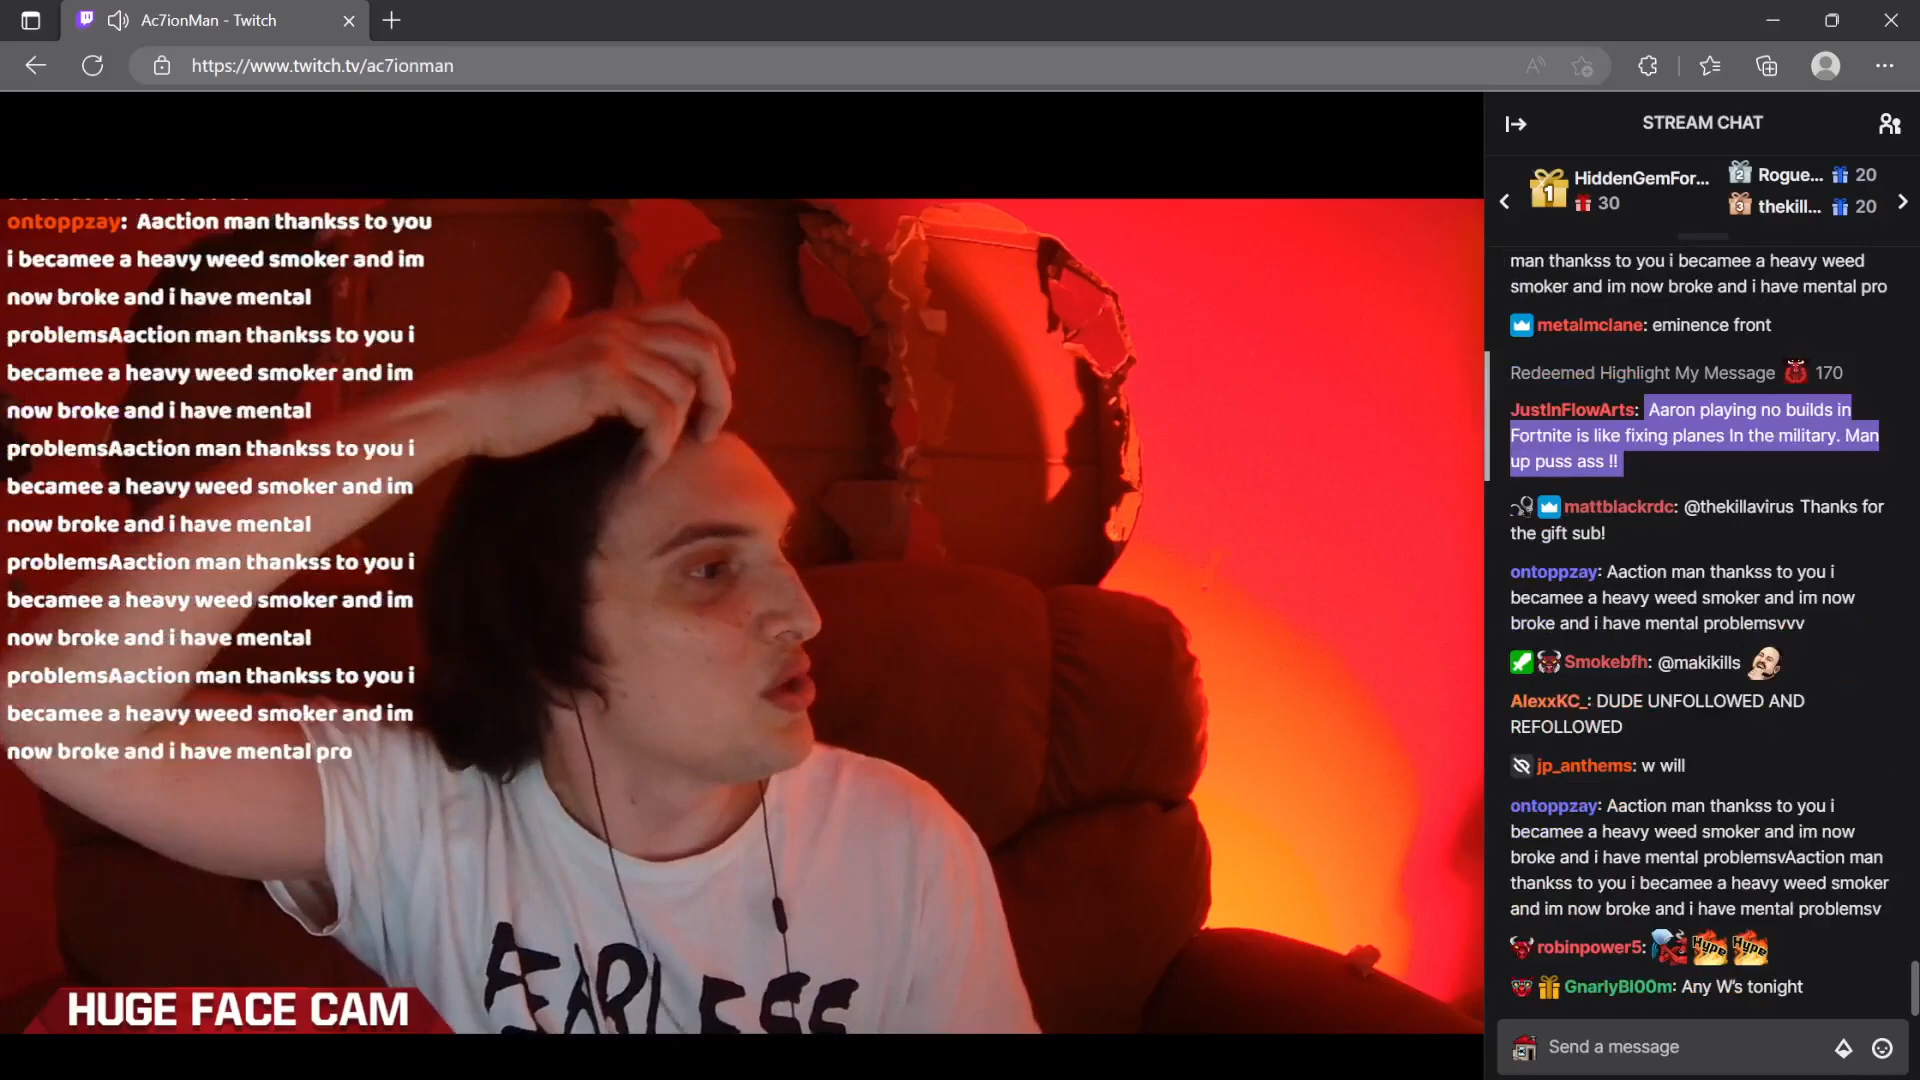 Ac7ionMan - Twitch
https://www.twitch.tv/ac7ionman
ontoppzay: Aaction man thankss to you
i becamee a heavy weed smoker and im
now broke and i have mental
problemsAaction man thankss to you i
becamee a heavy weed smoker and im
now broke and i have mental
problemsAaction man thankss to you i
becamee a heavy weed smoker and im
now broke and i have mental
problemsAaction man thankss to you i
becamee a heavy weed smoker and im
now broke and i have mental
problemsAaction man thankss to you i
becamee a heavy weed smoker and im
now broke and i have mental pro
HUGE FACE CAM
FEARLESS
STREAM CHAT
1 HiddenGemFor...
30
2 Rogue... 20
3 thekill... 20
man thankss to you i becamee a heavy weed
smoker and im now broke and i have mental pro
metalmclane: eminence front
Redeemed Highlight My Message 170
JustInFlowArts: Aaron playing no builds in
Fortnite is like fixing planes In the military. Man
up puss ass !!
mattblackrdc: @thekillavirus Thanks for
the gift sub!
ontoppzay: Aaction man thankss to you i
becamee a heavy weed smoker and im now
broke and i have mental problemsvvv
Smokebfh: @makikills
AlexxKC_: DUDE UNFOLLOWED AND
REFOLLOWED
jp_anthems: w will
ontoppzay: Aaction man thankss to you i
becamee a heavy weed smoker and im now
broke and i have mental problemsvAaction man
thankss to you i becamee a heavy weed smoker
and im now broke and i have mental problemsv
robinpower5: Hype Hype
GnarlyBl00m: Any W's tonight
Send a message